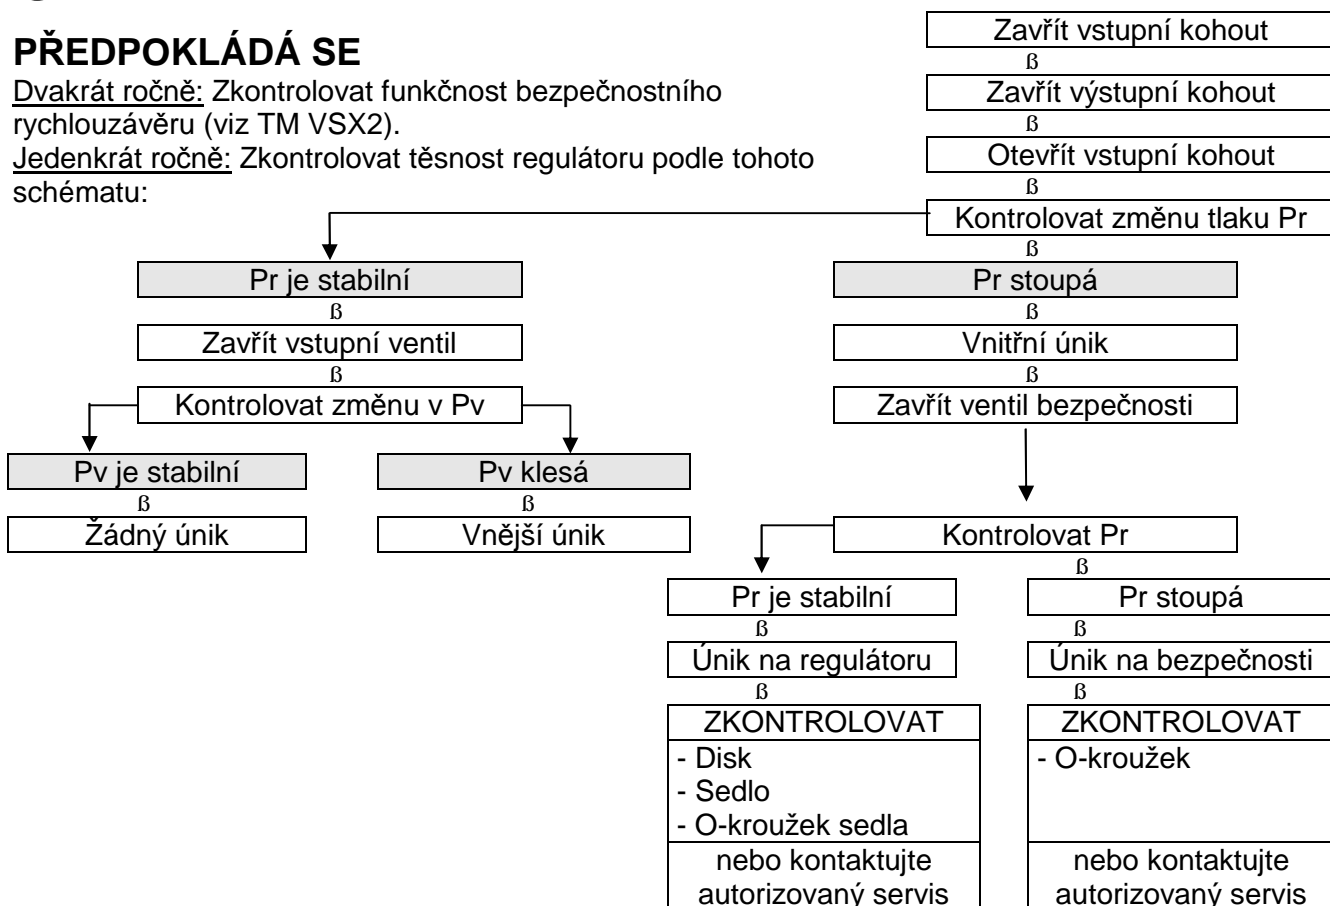 PŘEDPOKLÁDÁ SE
Dvakrát ročně: Zkontrolovat funkčnost bezpečnostního
rychlouzávěru (viz TM VSX2).
Jedenkrát ročně: Zkontrolovat těsnost regulátoru podle tohoto
schématu:
Zavřít vstupní kohout
ß
Zavřít výstupní kohout
ß
Otevřít vstupní kohout
ß
Kontrolovat změnu tlaku Pr
ß
Pr je stabilní
ß
Zavřít vstupní ventil
ß
Kontrolovat změnu v Pv
Pv je stabilní
ß
Žádný únik
Pv klesá
ß
Vnější únik
Pr stoupá
ß
Vnitřní únik
ß
Zavřít ventil bezpečnosti
Kontrolovat Pr
ß
Pr je stabilní
ß
Únik na regulátoru
ß
ZKONTROLOVAT
- Disk
- Sedlo
- O-kroužek sedla
nebo kontaktujte
autorizovaný servis
Pr stoupá
ß
Únik na bezpečnosti
ß
ZKONTROLOVAT
- O-kroužek
nebo kontaktujte
autorizovaný servis